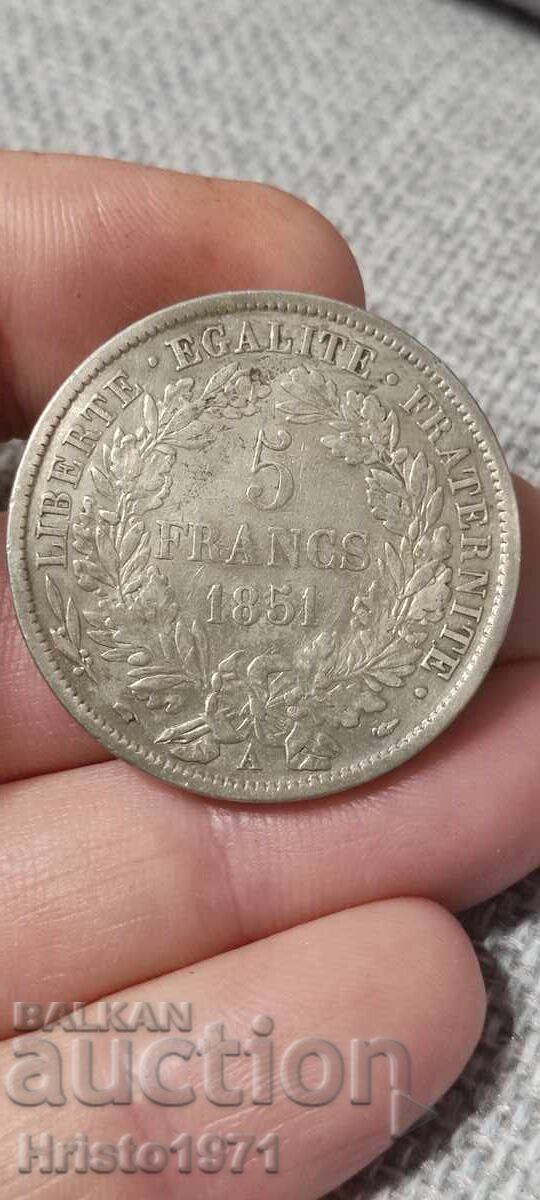 LIBERTE · EGALITE · FRATERNITE ·
5
FRANCS
1851
A
BALKAN
auction
Hristo1971